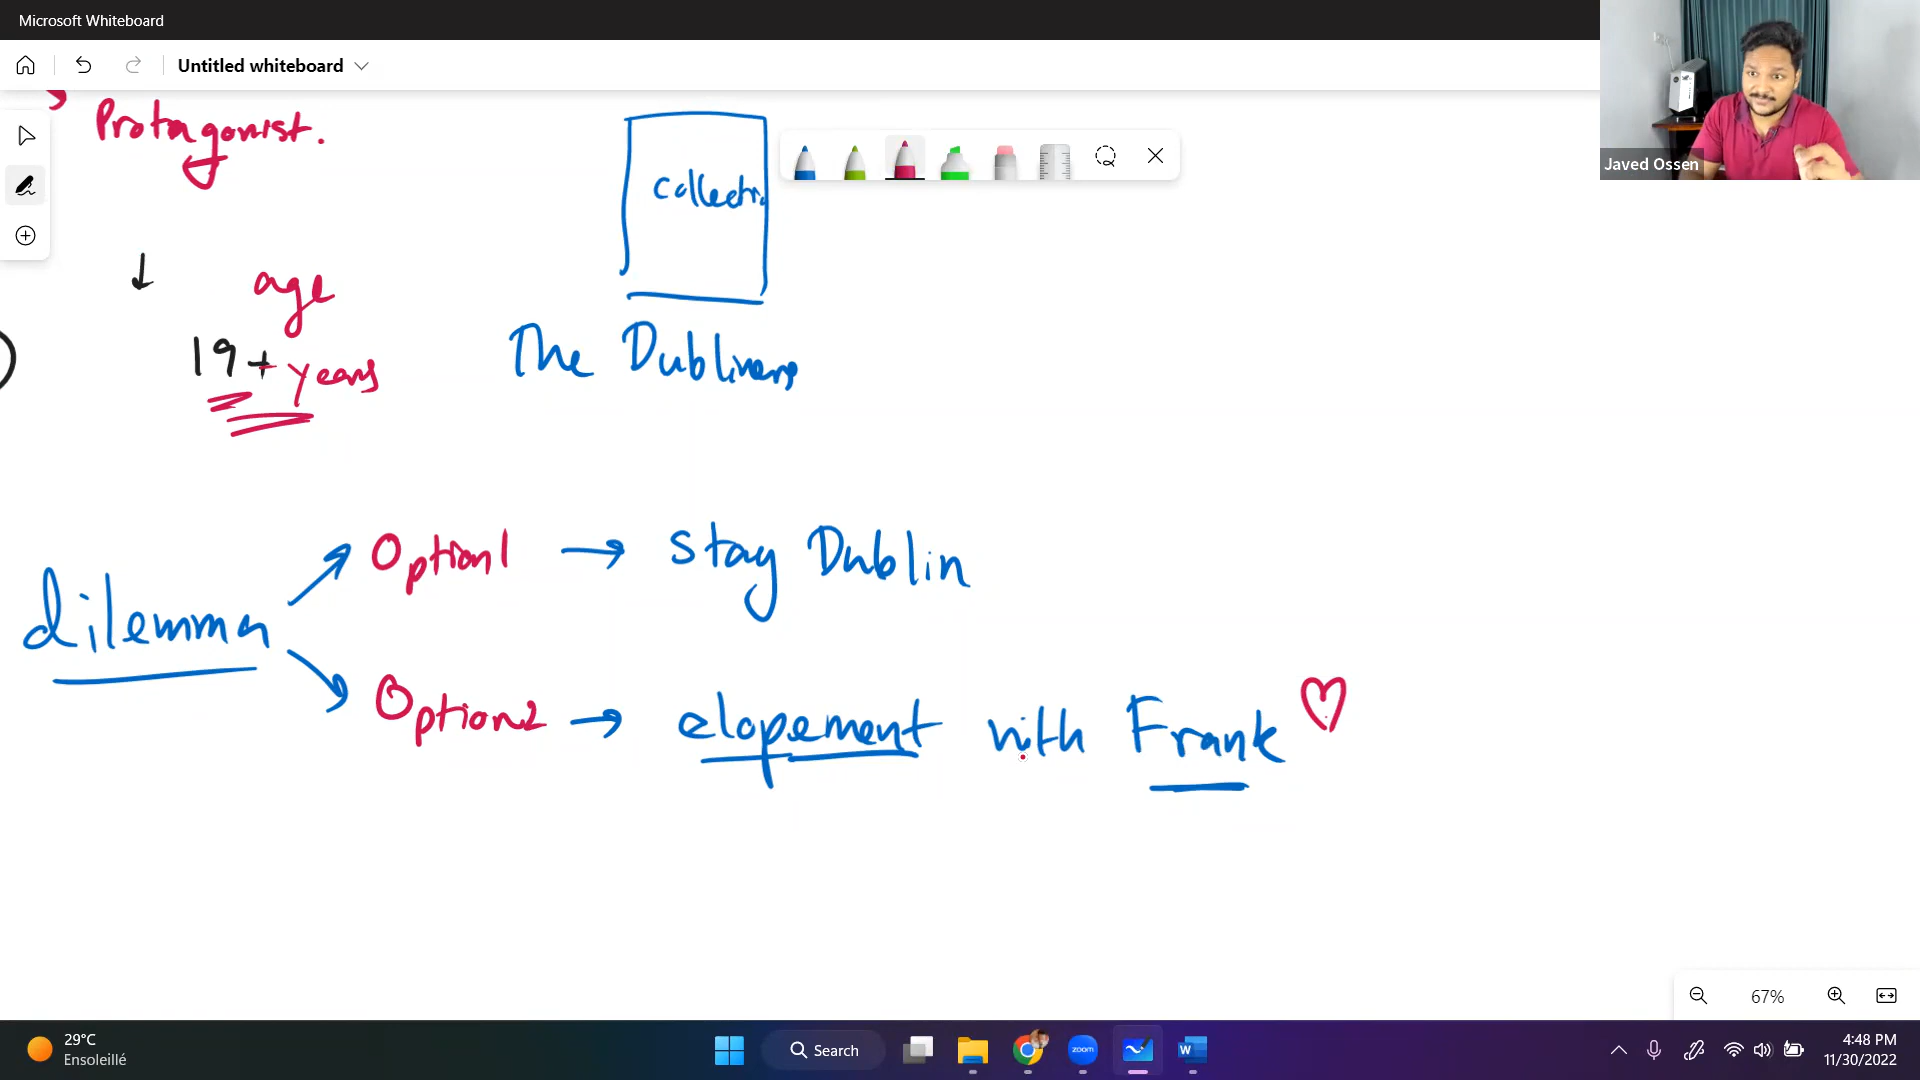 Microsoft Whiteboard
Untitled whiteboard
Javed Ossen
Protagonist.
collectn
age
19+ years
The Dubliners
dilemma
Option1 → stay Dublin
Option2 → elopement with Frank
67%
29°C
Ensoleillé
Search
zoom
W
4:48 PM
11/30/2022